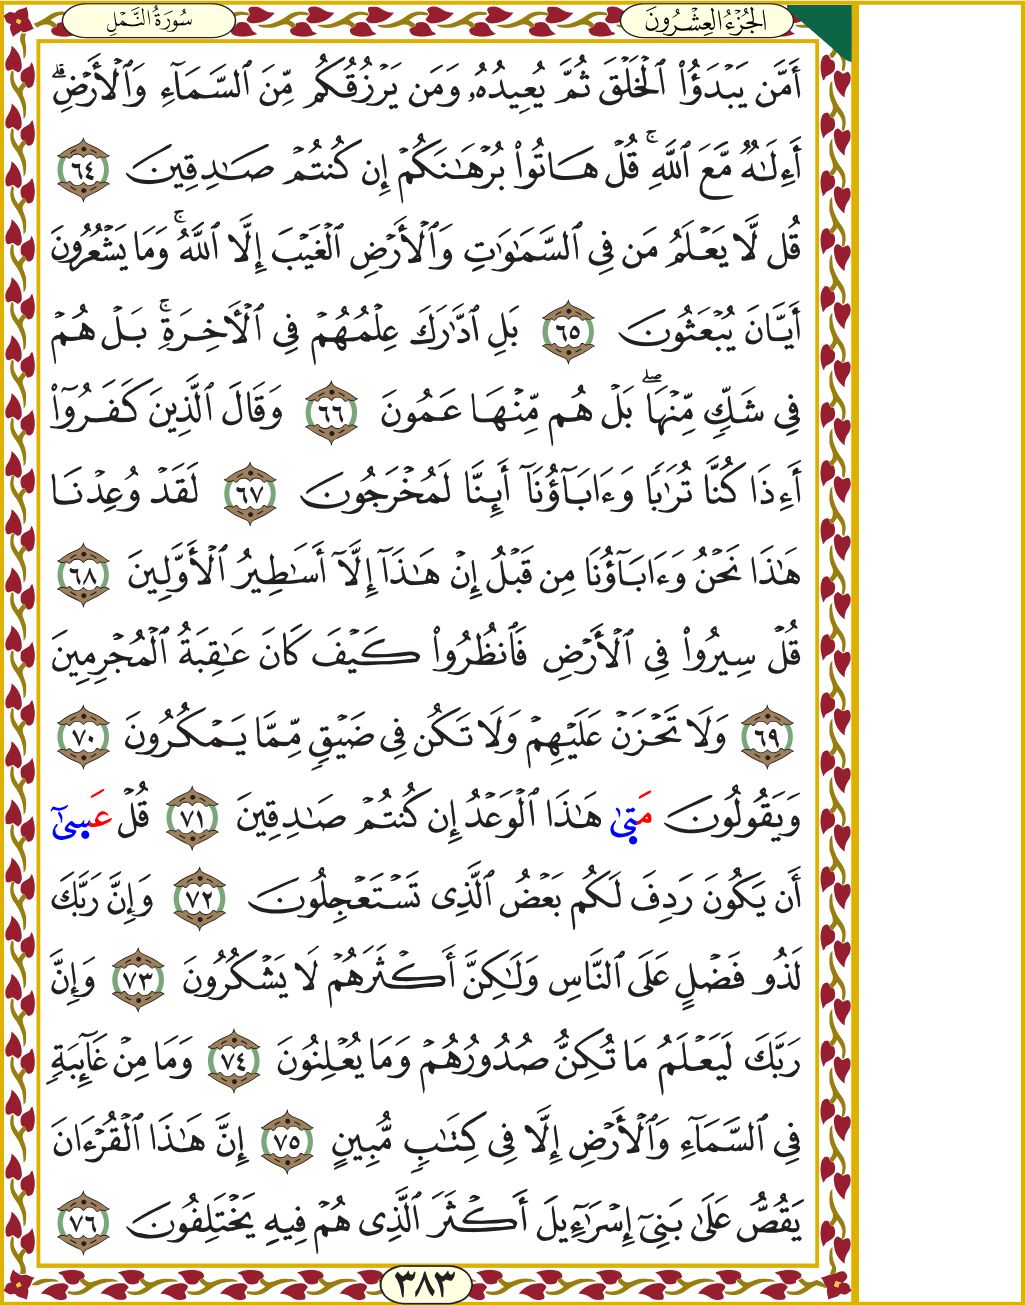 الجُزْءُ العِشْرُونَ
سُورَةُ النَّمْلِ
أَمَّن يَبْدَؤُا۟ ٱلْخَلْقَ ثُمَّ يُعِيدُهُۥ وَمَن يَرْزُقُكُم مِّنَ ٱلسَّمَآءِ وَٱلْأَرْضِ ۗ
أَءِلَـٰهٌ مَّعَ ٱللَّهِ ۚ قُلْ هَاتُوا۟ بُرْهَـٰنَكُمْ إِن كُنتُمْ صَـٰدِقِينَ ٦٤
قُل لَّا يَعْلَمُ مَن فِى ٱلسَّمَـٰوَٰتِ وَٱلْأَرْضِ ٱلْغَيْبَ إِلَّا ٱللَّهُ ۚ وَمَا يَشْعُرُونَ
أَيَّانَ يُبْعَثُونَ ٦٥ بَلِ ٱدَّٰرَكَ عِلْمُهُمْ فِى ٱلْـَٔاخِرَةِ ۚ بَلْ هُمْ
فِى شَكٍّ مِّنْهَا ۖ بَلْ هُم مِّنْهَا عَمُونَ ٦٦ وَقَالَ ٱلَّذِينَ كَفَرُوٓا۟
أَءِذَا كُنَّا تُرَٰبًا وَءَابَآؤُنَآ أَئِنَّا لَمُخْرَجُونَ ٦٧ لَقَدْ وُعِدْنَا
هَـٰذَا نَحْنُ وَءَابَآؤُنَا مِن قَبْلُ إِنْ هَـٰذَآ إِلَّآ أَسَـٰطِيرُ ٱلْأَوَّلِينَ ٦٨
قُلْ سِيرُوا۟ فِى ٱلْأَرْضِ فَٱنظُرُوا۟ كَيْفَ كَانَ عَـٰقِبَةُ ٱلْمُجْرِمِينَ
٦٩ وَلَا تَحْزَنْ عَلَيْهِمْ وَلَا تَكُن فِى ضَيْقٍ مِّمَّا يَمْكُرُونَ ٧٠
وَيَقُولُونَ مَتَىٰ هَـٰذَا ٱلْوَعْدُ إِن كُنتُمْ صَـٰدِقِينَ ٧١ قُلْ عَسَىٰٓ
أَن يَكُونَ رَدِفَ لَكُم بَعْضُ ٱلَّذِى تَسْتَعْجِلُونَ ٧٢ وَإِنَّ رَبَّكَ
لَذُو فَضْلٍ عَلَى ٱلنَّاسِ وَلَـٰكِنَّ أَكْثَرَهُمْ لَا يَشْكُرُونَ ٧٣ وَإِنَّ
رَبَّكَ لَيَعْلَمُ مَا تُكِنُّ صُدُورُهُمْ وَمَا يُعْلِنُونَ ٧٤ وَمَا مِنْ غَآئِبَةٍ
فِى ٱلسَّمَآءِ وَٱلْأَرْضِ إِلَّا فِى كِتَـٰبٍ مُّبِينٍ ٧٥ إِنَّ هَـٰذَا ٱلْقُرْءَانَ
يَقُصُّ عَلَىٰ بَنِىٓ إِسْرَٰٓءِيلَ أَكْثَرَ ٱلَّذِى هُمْ فِيهِ يَخْتَلِفُونَ ٧٦
٣٨٣